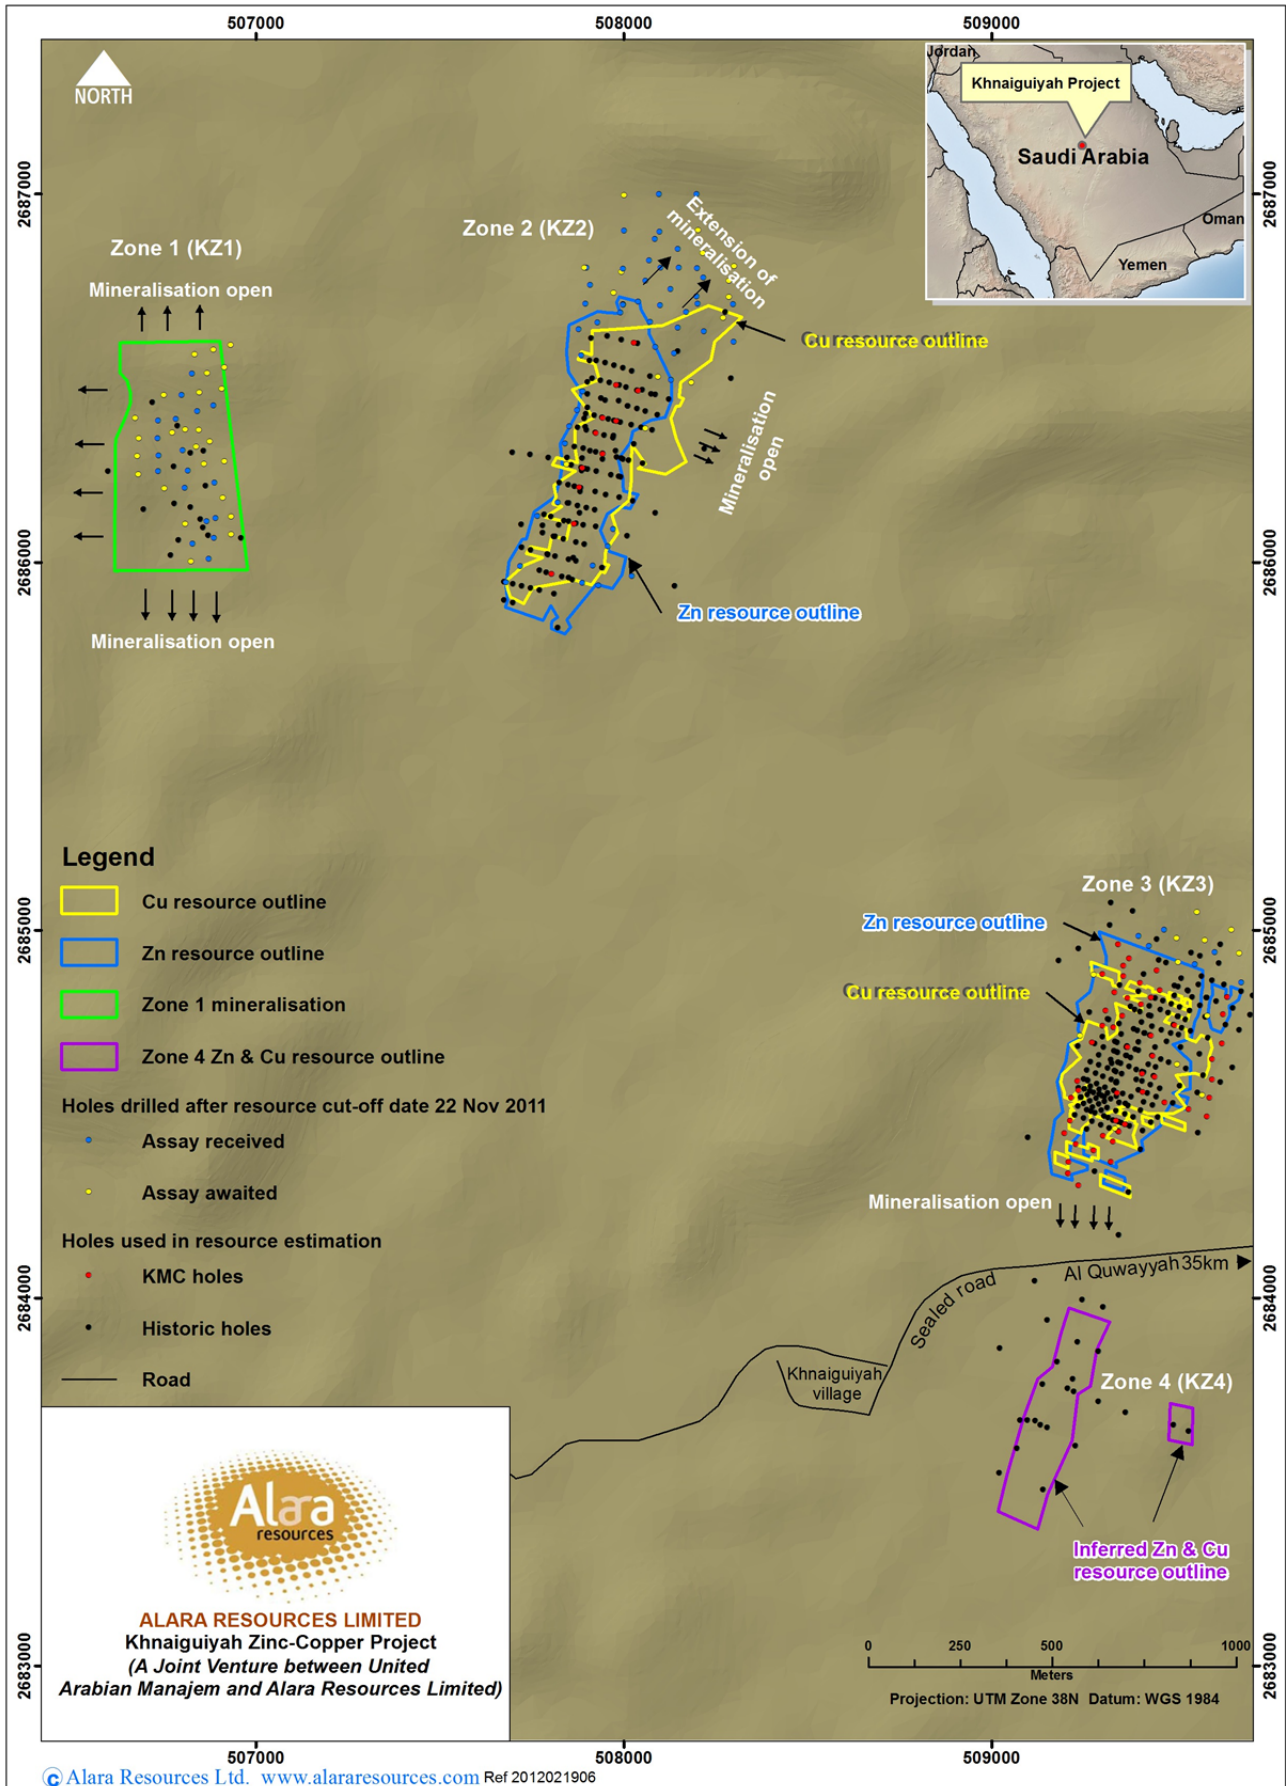 507000
508000
509000
NORTH
Jordan
Khnaiguiyah Project
Saudi Arabia
Oman
Yemen
2687000
2687000
Zone 1 (KZ1)
Mineralisation open
Zone 2 (KZ2)
Extension of
mineralisation
Cu resource outline
Mineralisation
open
2686000
2686000
Zn resource outline
Mineralisation open
Legend
Cu resource outline
Zn resource outline
Zone 1 mineralisation
Zone 4 Zn & Cu resource outline
Holes drilled after resource cut-off date 22 Nov 2011
Assay received
Assay awaited
Holes used in resource estimation
KMC holes
Historic holes
Road
Zone 3 (KZ3)
2685000
2685000
Zn resource outline
Cu resource outline
Mineralisation open
Al Quwayyah 35km
Sealed road
2684000
2684000
Khnaiguiyah
village
Zone 4 (KZ4)
Inferred Zn & Cu
resource outline
Alara
resources
ALARA RESOURCES LIMITED
Khnaiguiyah Zinc-Copper Project
(A Joint Venture between United
Arabian Manajem and Alara Resources Limited)
0 250 500 1000
Meters
Projection: UTM Zone 38N Datum: WGS 1984
2683000
2683000
507000
508000
509000
© Alara Resources Ltd. www.alararesources.com Ref 2012021906